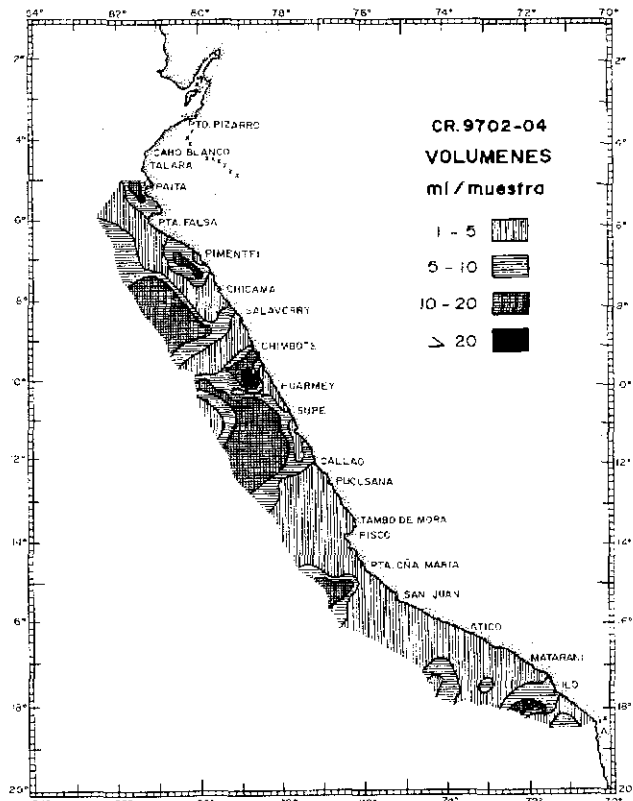 84° 82° 80° 78° 76° 74° 72° 70°
2°
4°
6°
8°
10°
12°
14°
16°
18°
20°
PTO. PIZARRO
CABO BLANCO
TALARA
PAITA
PTA. FALSA
PIMENTEL
CHICAMA
SALAVERRY
CHIMBOTE
HUARMEY
SUPE
CALLAO
PUCUSANA
TAMBO DE MORA
PISCO
PTA. DÑA MARIA
SAN JUAN
ATICO
MATARANI
ILO
CR. 9702-04
VOLUMENES
ml / muestra
1 - 5
5 - 10
10 - 20
> 20